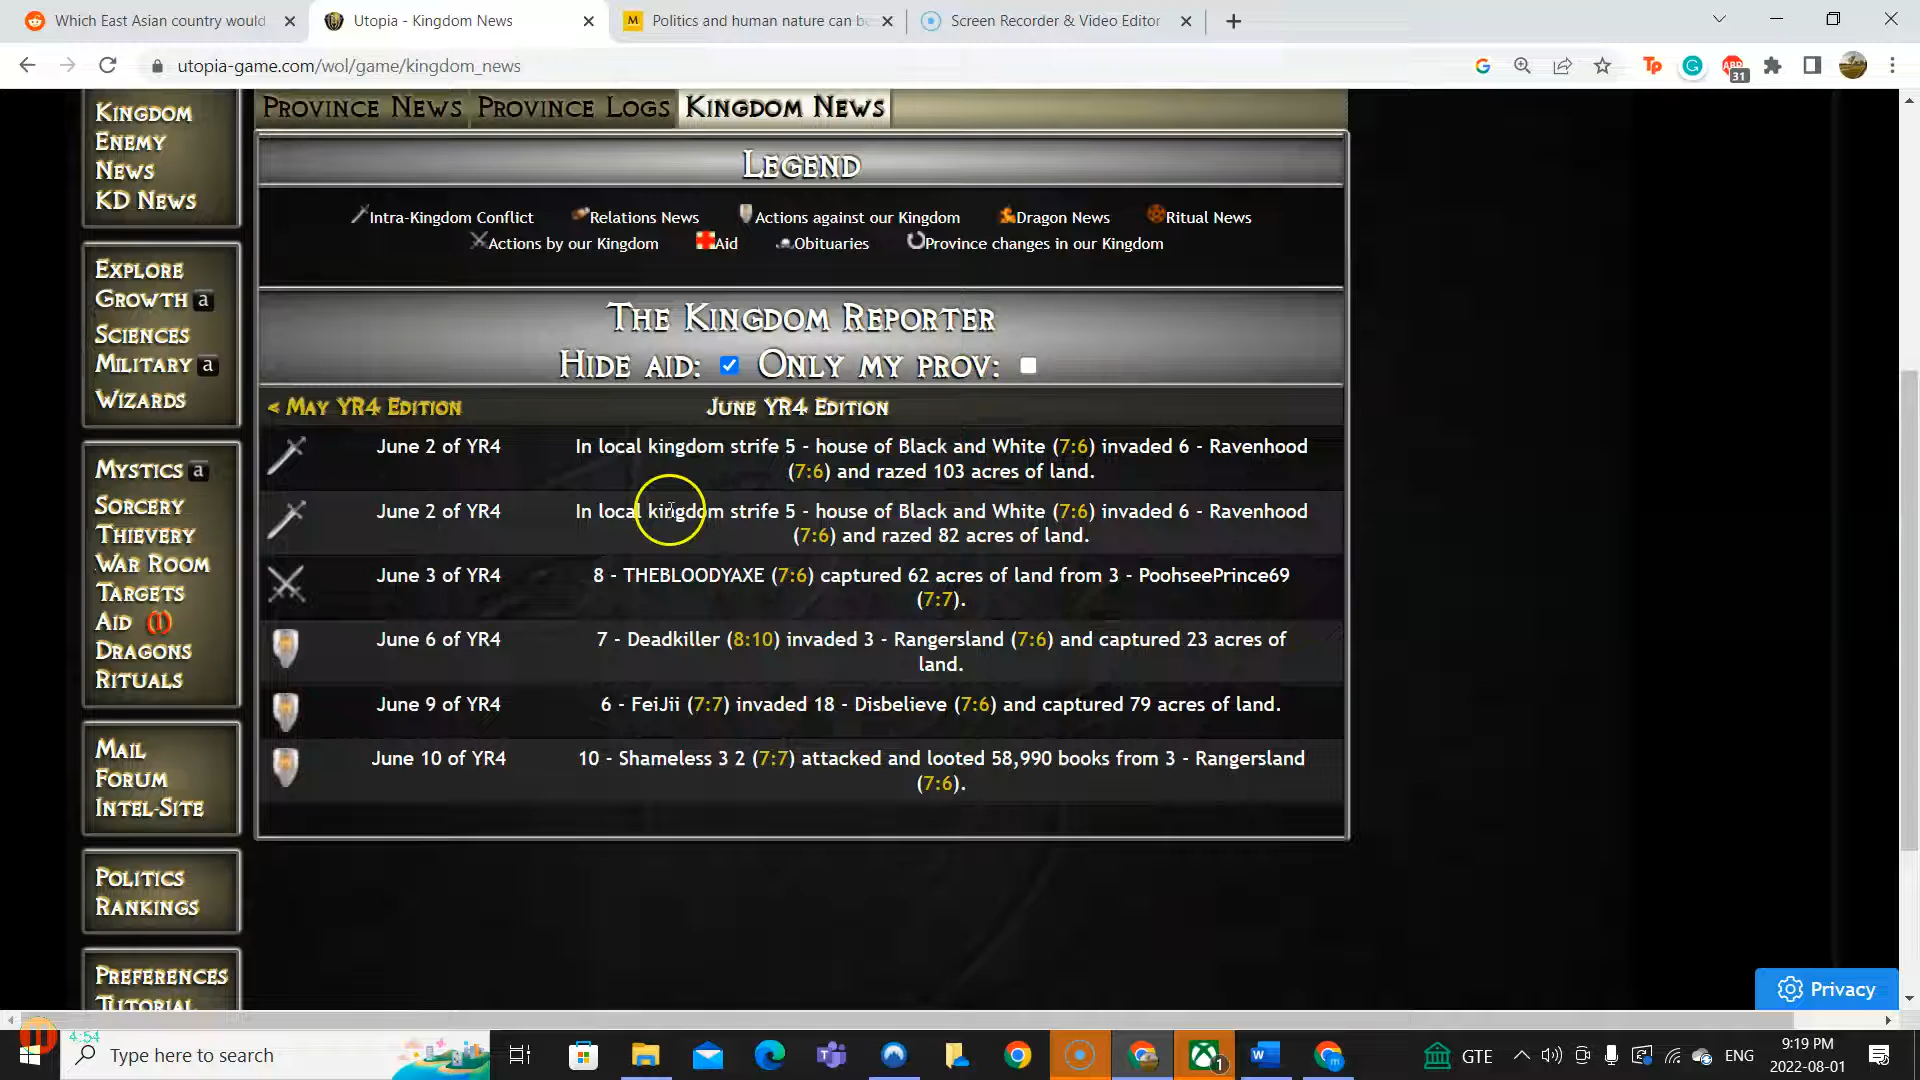 Which East Asian country would
Utopia - Kingdom News
Politics and human nature can b
Screen Recorder & Video Editor
utopia-game.com/wol/game/kingdom_news
31
Kingdom
Enemy
News
KD News
Explore
Growth a
Sciences
Military a
Wizards
Mystics a
Sorcery
Thievery
War Room
Targets
Aid (1)
Dragons
Rituals
Mail
Forum
Intel-Site
Politics
Rankings
Preferences
Tutorial
Province News Province Logs Kingdom News
Legend
Intra-Kingdom Conflict Relations News Actions against our Kingdom Dragon News Ritual News
Actions by our Kingdom Aid Obituaries Province changes in our Kingdom
The Kingdom Reporter
Hide aid: Only my prov:
< May YR4 Edition June YR4 Edition
June 2 of YR4 In local kingdom strife 5 - house of Black and White (7:6) invaded 6 - Ravenhood
(7:6) and razed 103 acres of land.
June 2 of YR4 In local kingdom strife 5 - house of Black and White (7:6) invaded 6 - Ravenhood
(7:6) and razed 82 acres of land.
June 3 of YR4 8 - THEBLOODYAXE (7:6) captured 62 acres of land from 3 - PoohseePrince69
(7:7).
June 6 of YR4 7 - Deadkiller (8:10) invaded 3 - Rangersland (7:6) and captured 23 acres of
land.
June 9 of YR4 6 - FeiJii (7:7) invaded 18 - Disbelieve (7:6) and captured 79 acres of land.
June 10 of YR4 10 - Shameless 3 2 (7:7) attacked and looted 58,990 books from 3 - Rangersland
(7:6).
Privacy
4:54
Type here to search
GTE
ENG
9:19 PM
2022-08-01